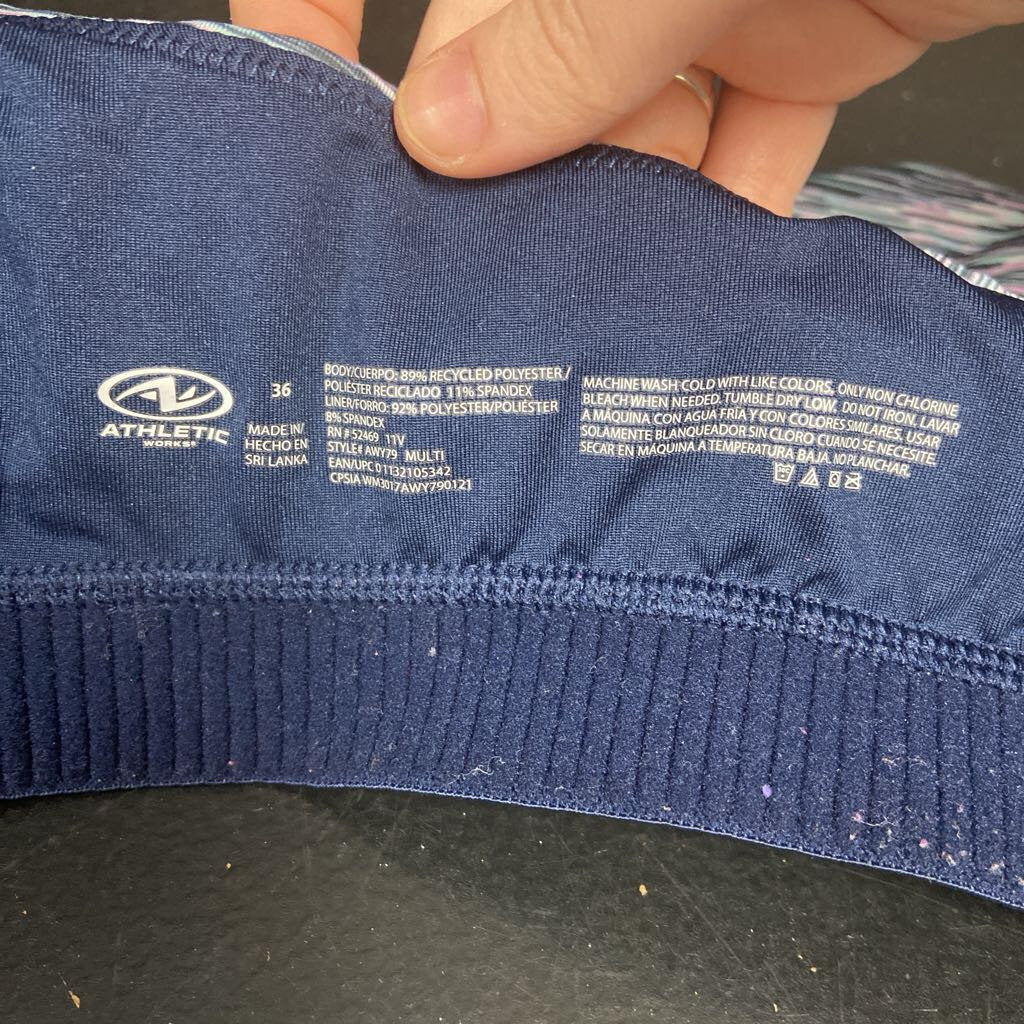 ATHLETIC
WORKS®
36
MADE IN/
HECHO EN
SRI LANKA
BODY/CUERPO: 89% RECYCLED POLYESTER /
POLIÉSTER RECICLADO 11% SPANDEX
LINER/FORRO: 92% POLYESTER/POLIÉSTER
8% SPANDEX
RN # 52469 11V
STYLE# AWY79 MULTI
EAN/UPC 0 1132105342
CPSIA WM3017AWY790121
MACHINE WASH COLD WITH LIKE COLORS, ONLY NON CHLORINE
BLEACH WHEN NEEDED. TUMBLE DRY LOW. DO NOT IRON. LAVAR
A MÁQUINA CON AGUA FRÍA Y CON COLORES SIMILARES. USAR
SOLAMENTE BLANQUEADOR SIN CLORO CUANDO SE NECESITE.
SECAR EN MÁQUINA A TEMPERATURA BAJA. NO PLANCHAR.